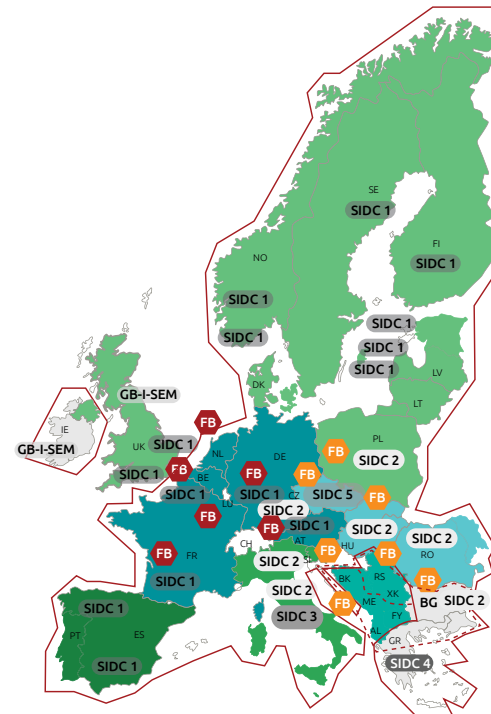 SE
SIDC 1
FI
SIDC 1
NO
SIDC 1
SIDC 1
SIDC 1
SIDC 1
SIDC 1
LV
DK
LT
GB-I-SEM
FB
IE
GB-I-SEM
UK
SIDC 1
NL
DE
PL
FB
SIDC 2
SIDC 1
FB
BE
FB
FB
SIDC 1
SIDC 1
CZ
SIDC 5
FB
LU
SIDC 2
FB
FB
SIDC 1
AT
SIDC 2
SIDC 2
CH
HU
FB
FR
FB
SIDC 2
SL
FB
RO
SIDC 1
BK
RS
FB
SIDC 2
XK
SIDC 1
FB
ME
BG
SIDC 2
SIDC 3
FY
PT
ES
AL
GR
SIDC 1
SIDC 4